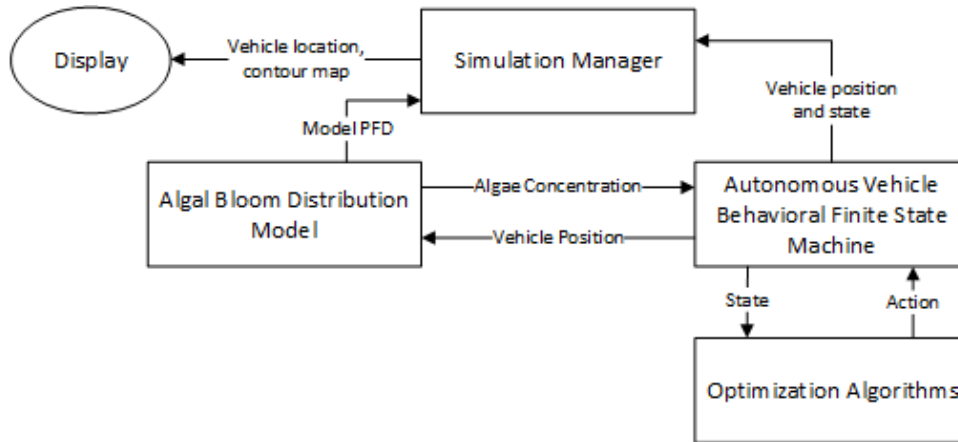 Display
Vehicle location,
contour map
Simulation Manager
Vehicle position
and state
Model PFD
Algal Bloom Distribution
Model
Algae Concentration
Vehicle Position
Autonomous Vehicle
Behavioral Finite State
Machine
State
Action
Optimization Algorithms